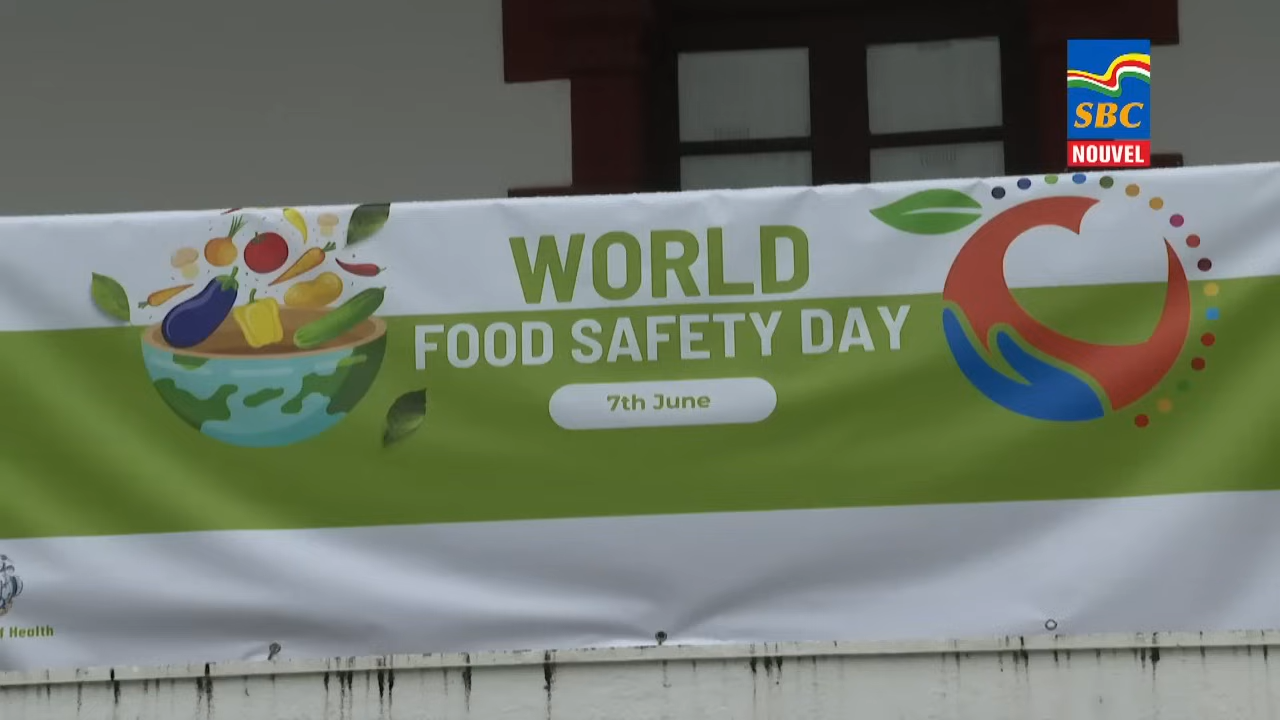 SBC
NOUVEL
WORLD
FOOD SAFETY DAY
7th June
Health